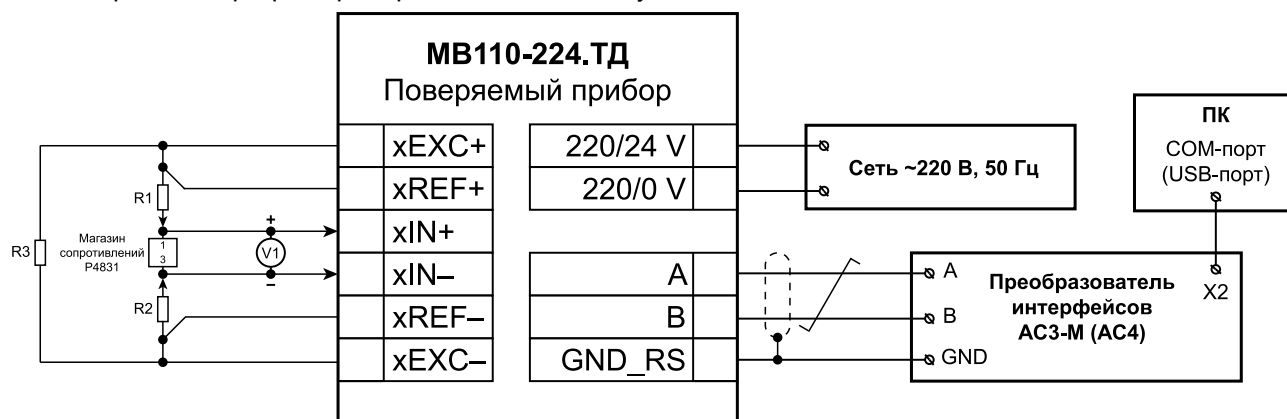 МВ110-224.ТД
Поверяемый прибор
xEXC+
xREF+
xIN+
xIN–
xREF–
xEXC–
220/24 V
220/0 V
A
B
GND_RS
R1
R2
R3
Магазин
сопротивлений
Р4831
1
3
+
V1
–
Сеть ~220 В, 50 Гц
ПК
COM-порт
(USB-порт)
A
B
GND
X2
Преобразователь
интерфейсов
АС3-М (АС4)